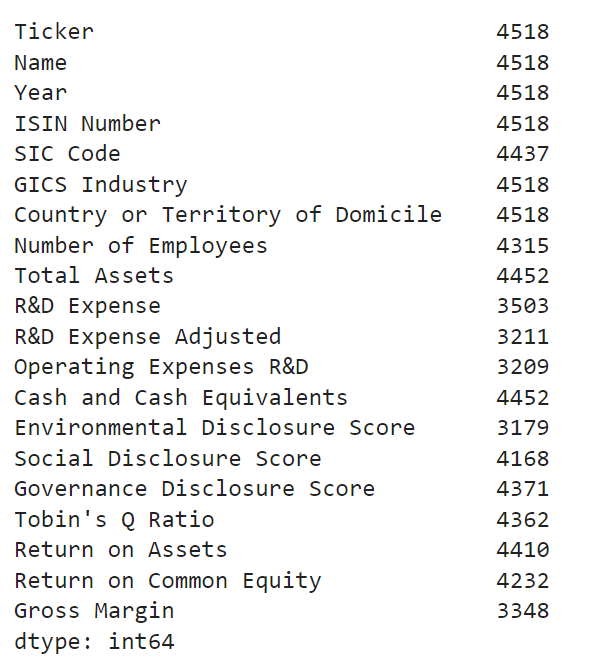 Ticker 4518
Name 4518
Year 4518
ISIN Number 4518
SIC Code 4437
GICS Industry 4518
Country or Territory of Domicile 4518
Number of Employees 4315
Total Assets 4452
R&D Expense 3503
R&D Expense Adjusted 3211
Operating Expenses R&D 3209
Cash and Cash Equivalents 4452
Environmental Disclosure Score 3179
Social Disclosure Score 4168
Governance Disclosure Score 4371
Tobin's Q Ratio 4362
Return on Assets 4410
Return on Common Equity 4232
Gross Margin 3348
dtype: int64